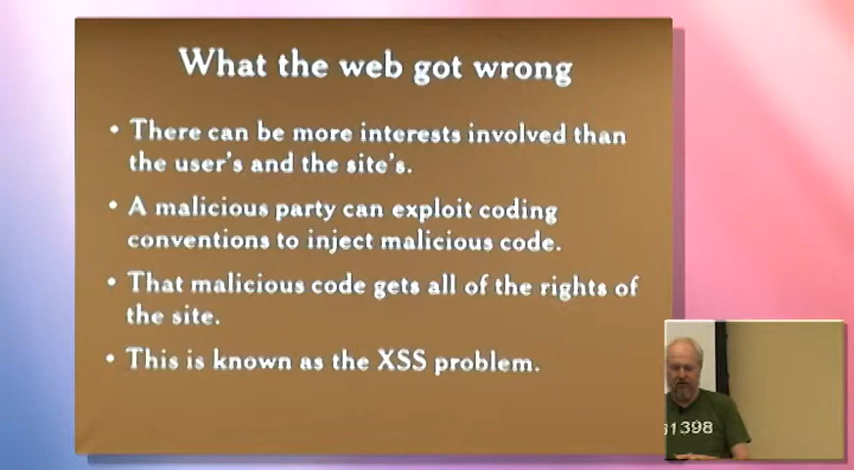 What the web got wrong
• There can be more interests involved than
the user's and the site's.
• A malicious party can exploit coding
conventions to inject malicious code.
• That malicious code gets all of the rights of
the site.
• This is known as the XSS problem.
31398